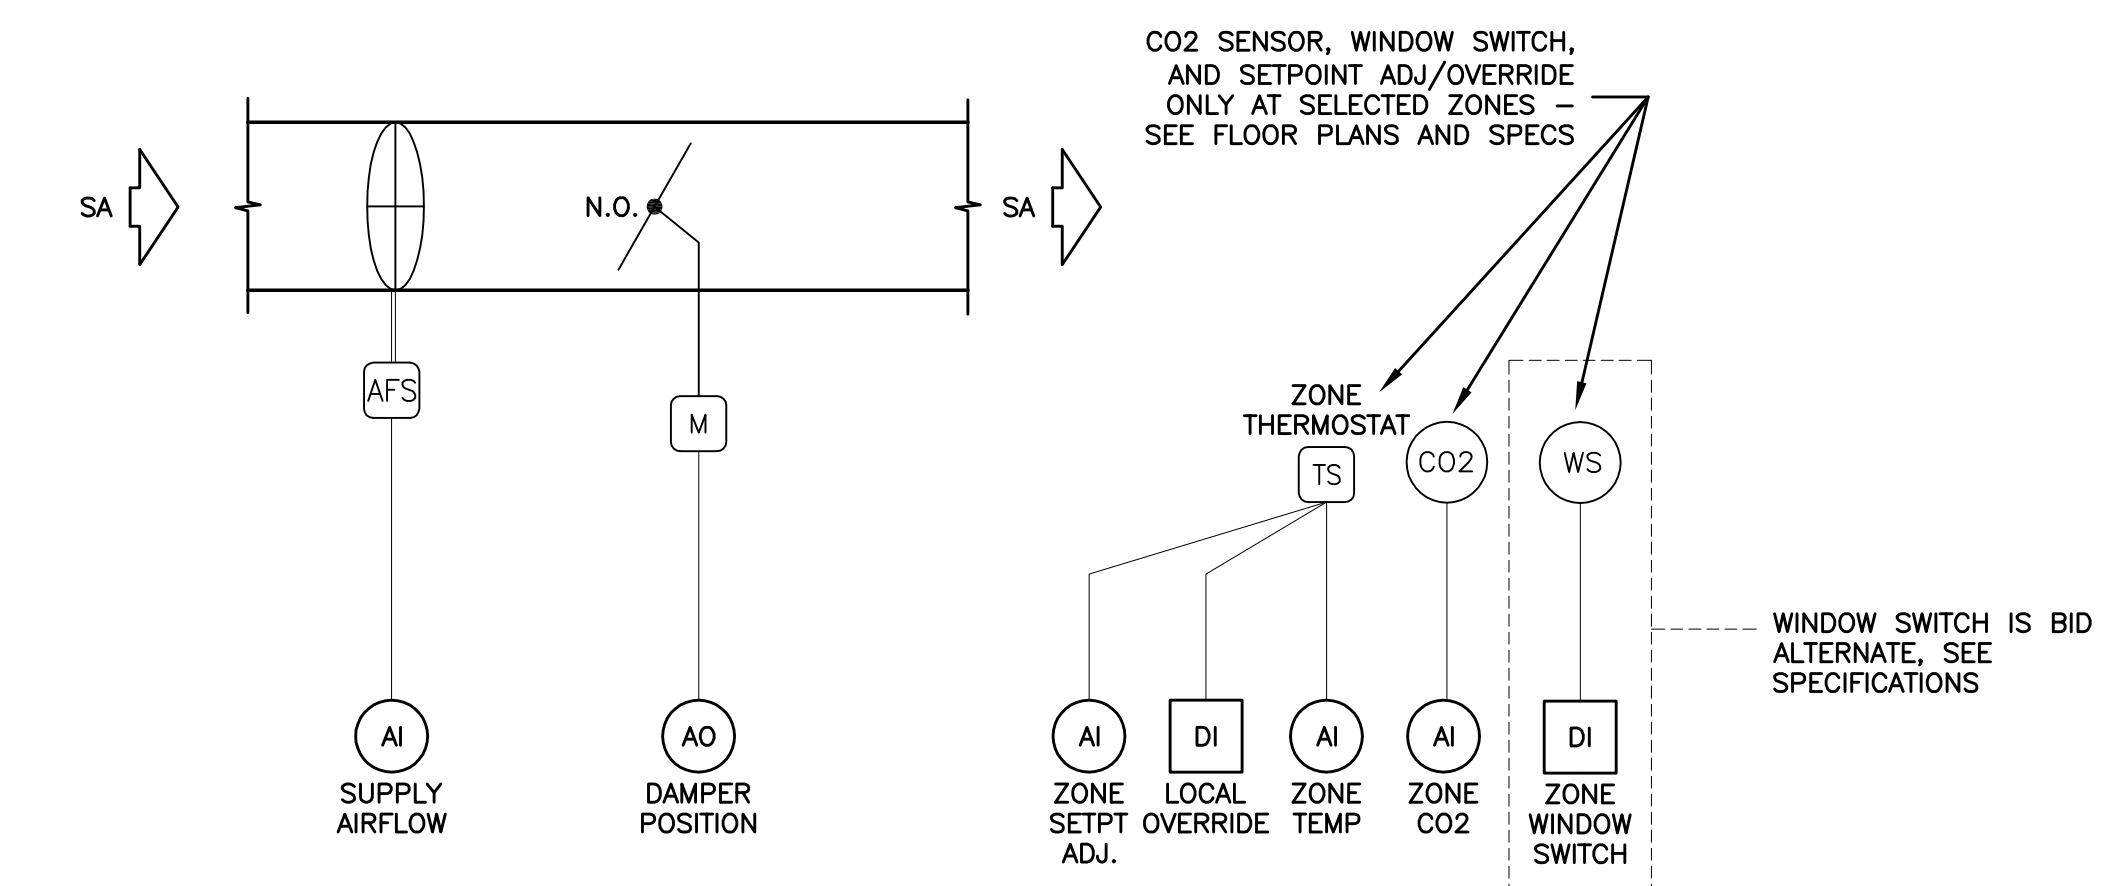 CO2 SENSOR, WINDOW SWITCH,
AND SETPOINT ADJ/OVERRIDE
ONLY AT SELECTED ZONES –
SEE FLOOR PLANS AND SPECS
SA
N.O.
SA
AFS
M
ZONE
THERMOSTAT
TS
CO2
WS
WINDOW SWITCH IS BID
ALTERNATE, SEE
SPECIFICATIONS
AI
SUPPLY
AIRFLOW
AO
DAMPER
POSITION
AI
ZONE
SETPT
ADJ.
DI
LOCAL
OVERRIDE
AI
ZONE
TEMP
AI
ZONE
CO2
DI
ZONE
WINDOW
SWITCH